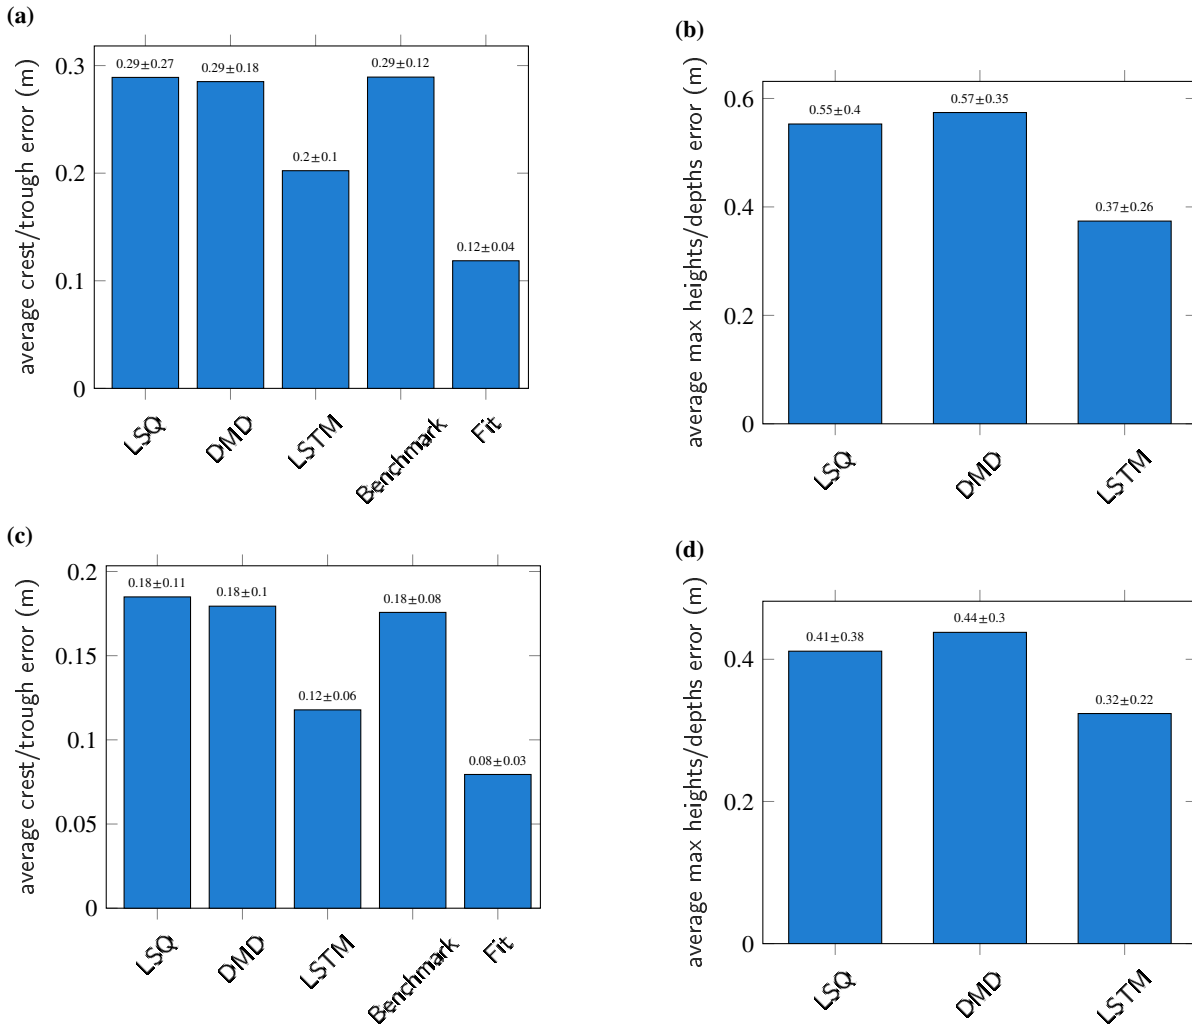 (a)
average crest/trough error (m)
0.3
0.2
0.1
0
0.29±0.27
0.29±0.18
0.2±0.1
0.29±0.12
0.12±0.04
LSQ
DMD
LSTM
Benchmark
Fit
(b)
average max heights/depths error (m)
0.6
0.4
0.2
0
0.55±0.4
0.57±0.35
0.37±0.26
LSQ
DMD
LSTM
(c)
average crest/trough error (m)
0.2
0.15
0.1
0.05
0
0.18±0.11
0.18±0.1
0.12±0.06
0.18±0.08
0.08±0.03
LSQ
DMD
LSTM
Benchmark
Fit
(d)
average max heights/depths error (m)
0.4
0.2
0
0.41±0.38
0.44±0.3
0.32±0.22
LSQ
DMD
LSTM